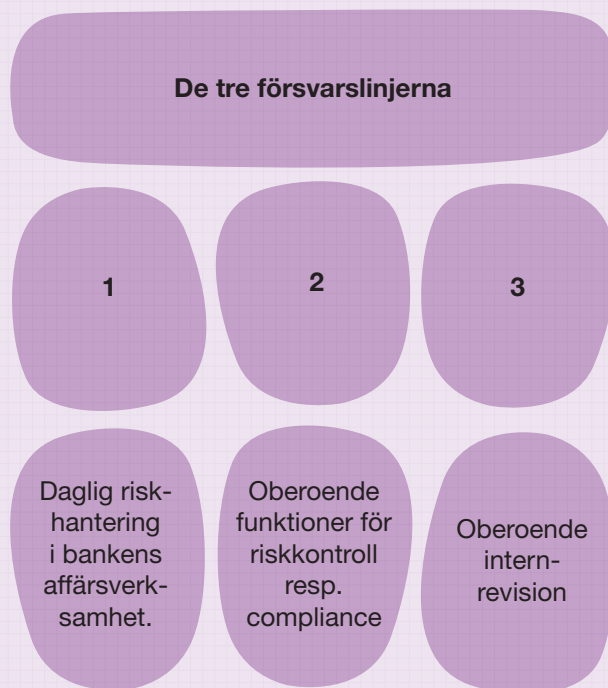 De tre försvarslinjerna
1
2
3
Daglig risk-
hantering
i bankens
affärsverk-
samhet.
Oberoende
funktioner för
riskkontroll
resp.
compliance
Oberoende
intern-
revision